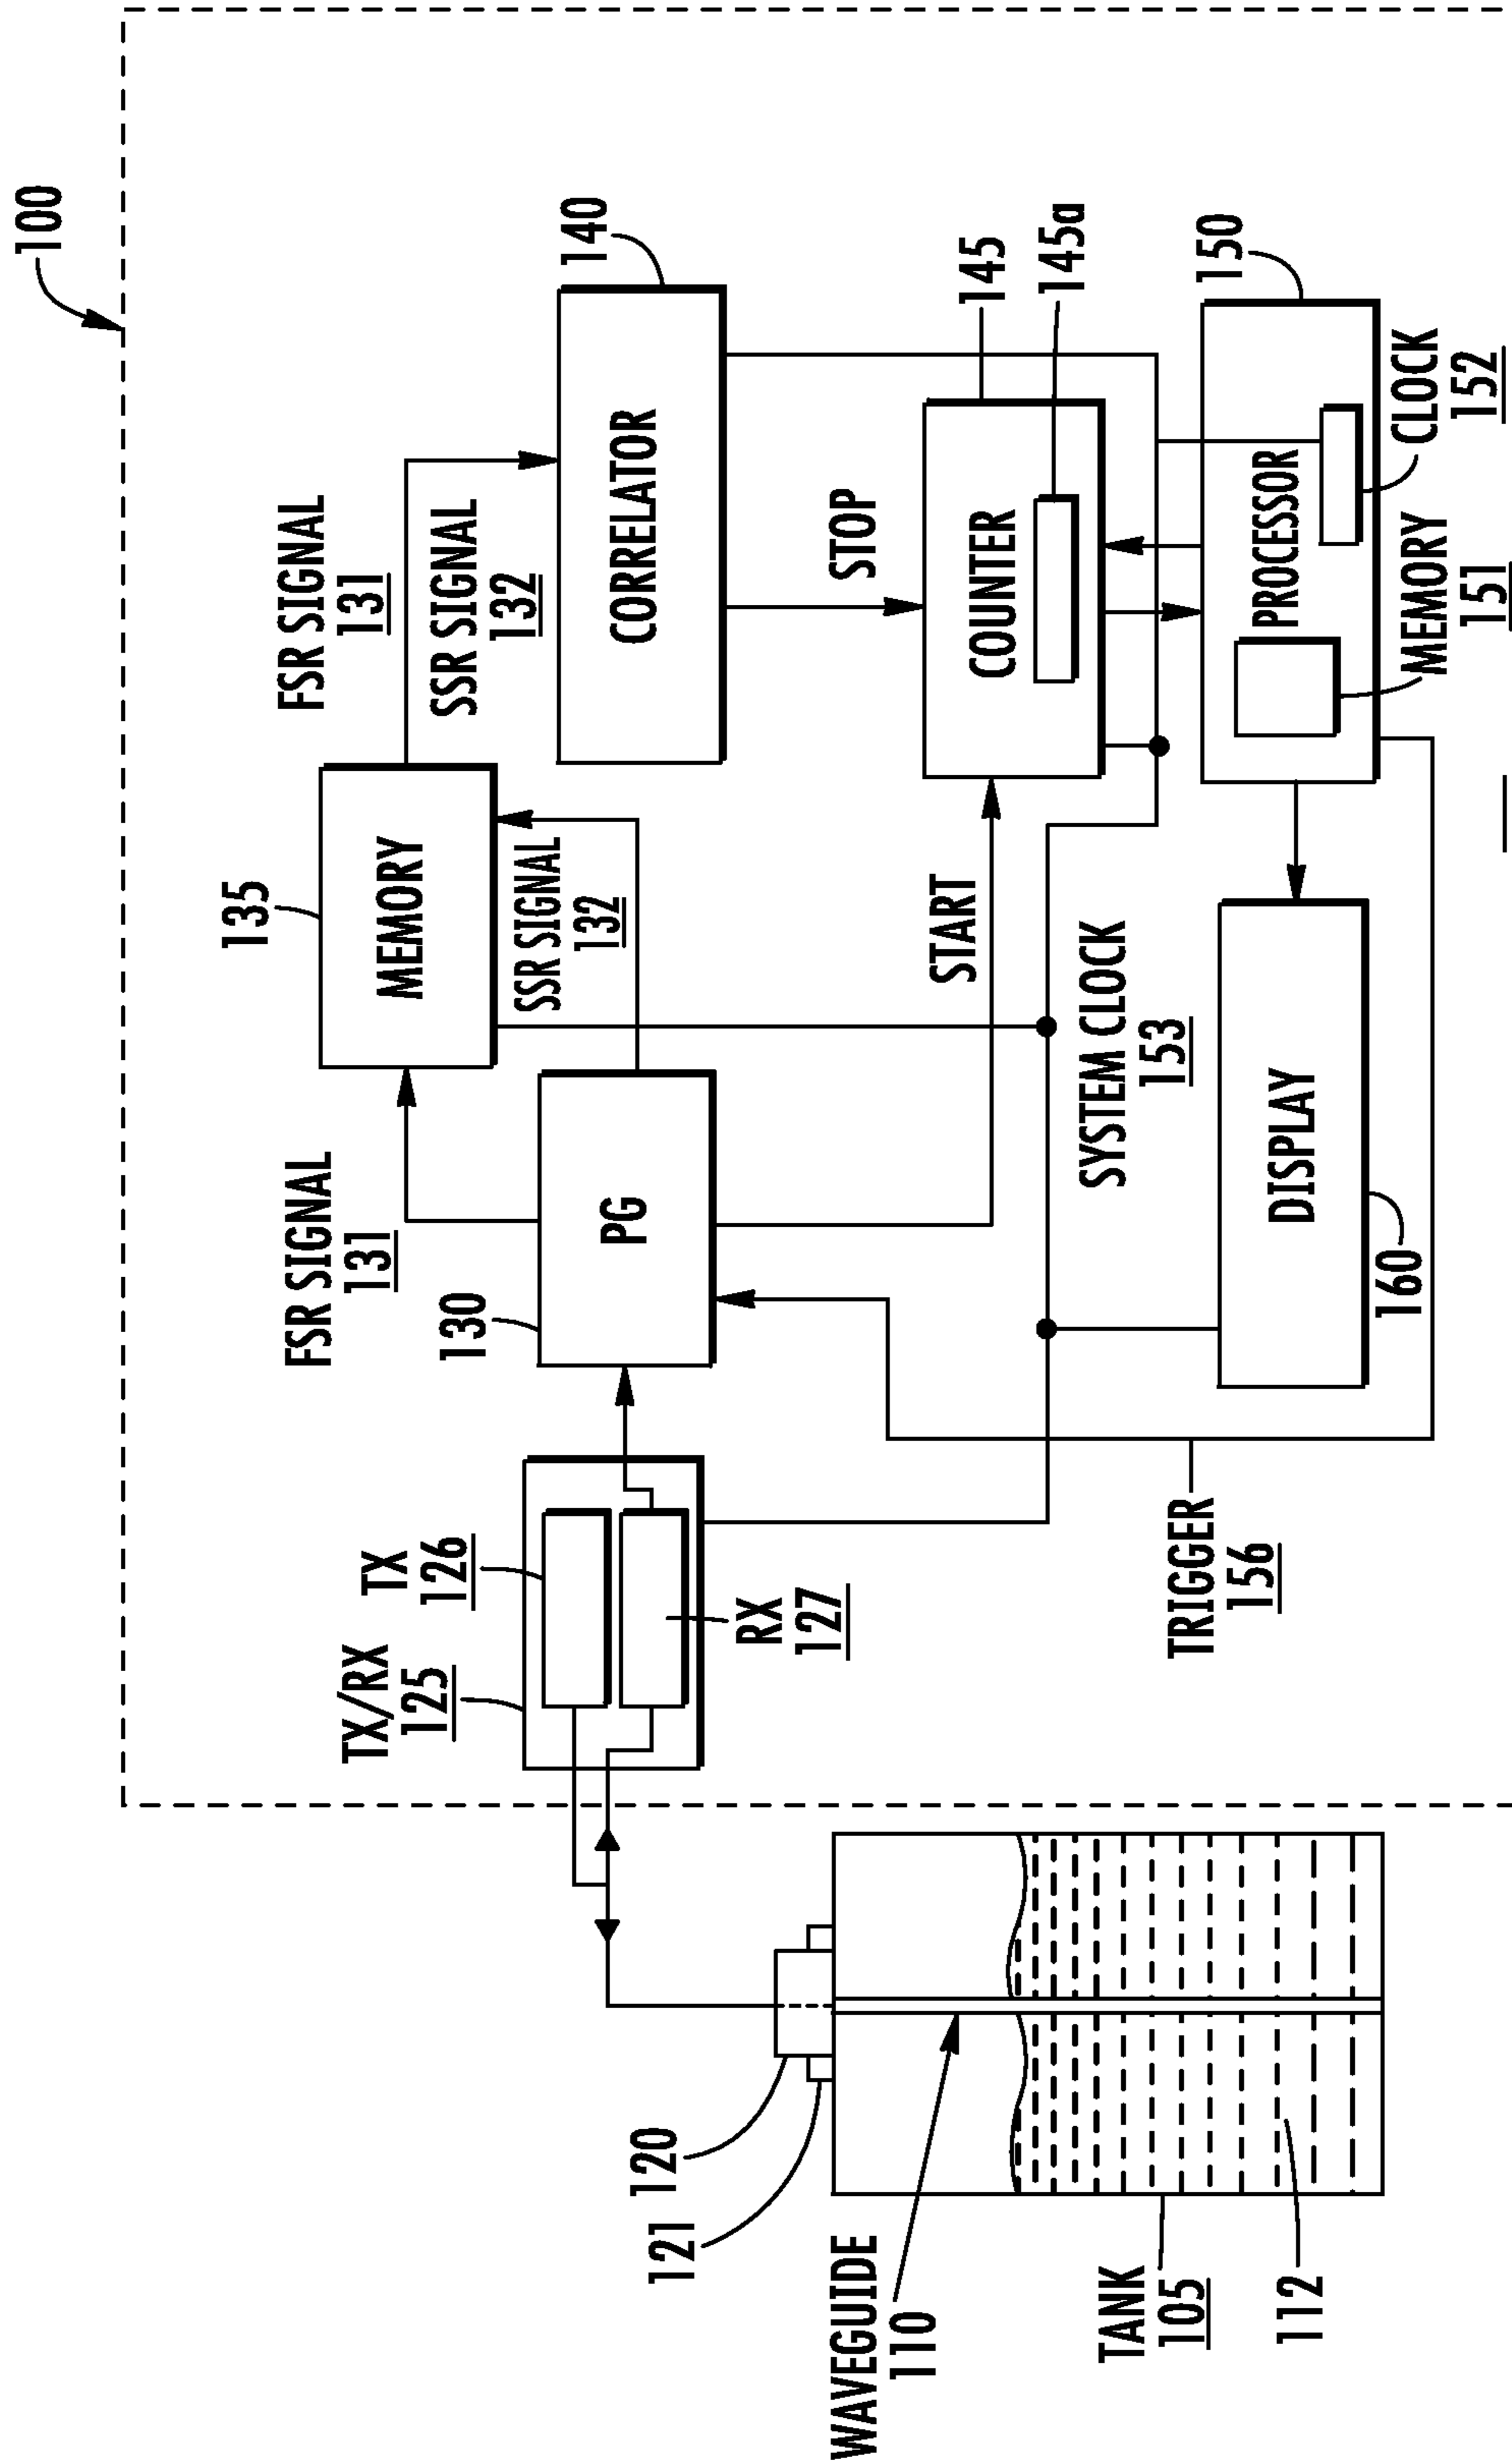 100
FSR SIGNAL
131
SSR SIGNAL
132
140
CORRELATOR
135
MEMORY
SSR SIGNAL
132
FSR SIGNAL
131
130
PG
TX/RX
125
TX
126
RX
127
STOP
START
145
145a
COUNTER
150
PROCESSOR
CLOCK
152
MEMORY
151
SYSTEM CLOCK
153
DISPLAY
160
TRIGGER
156
120
121
WAVEGUIDE
110
TANK
105
112